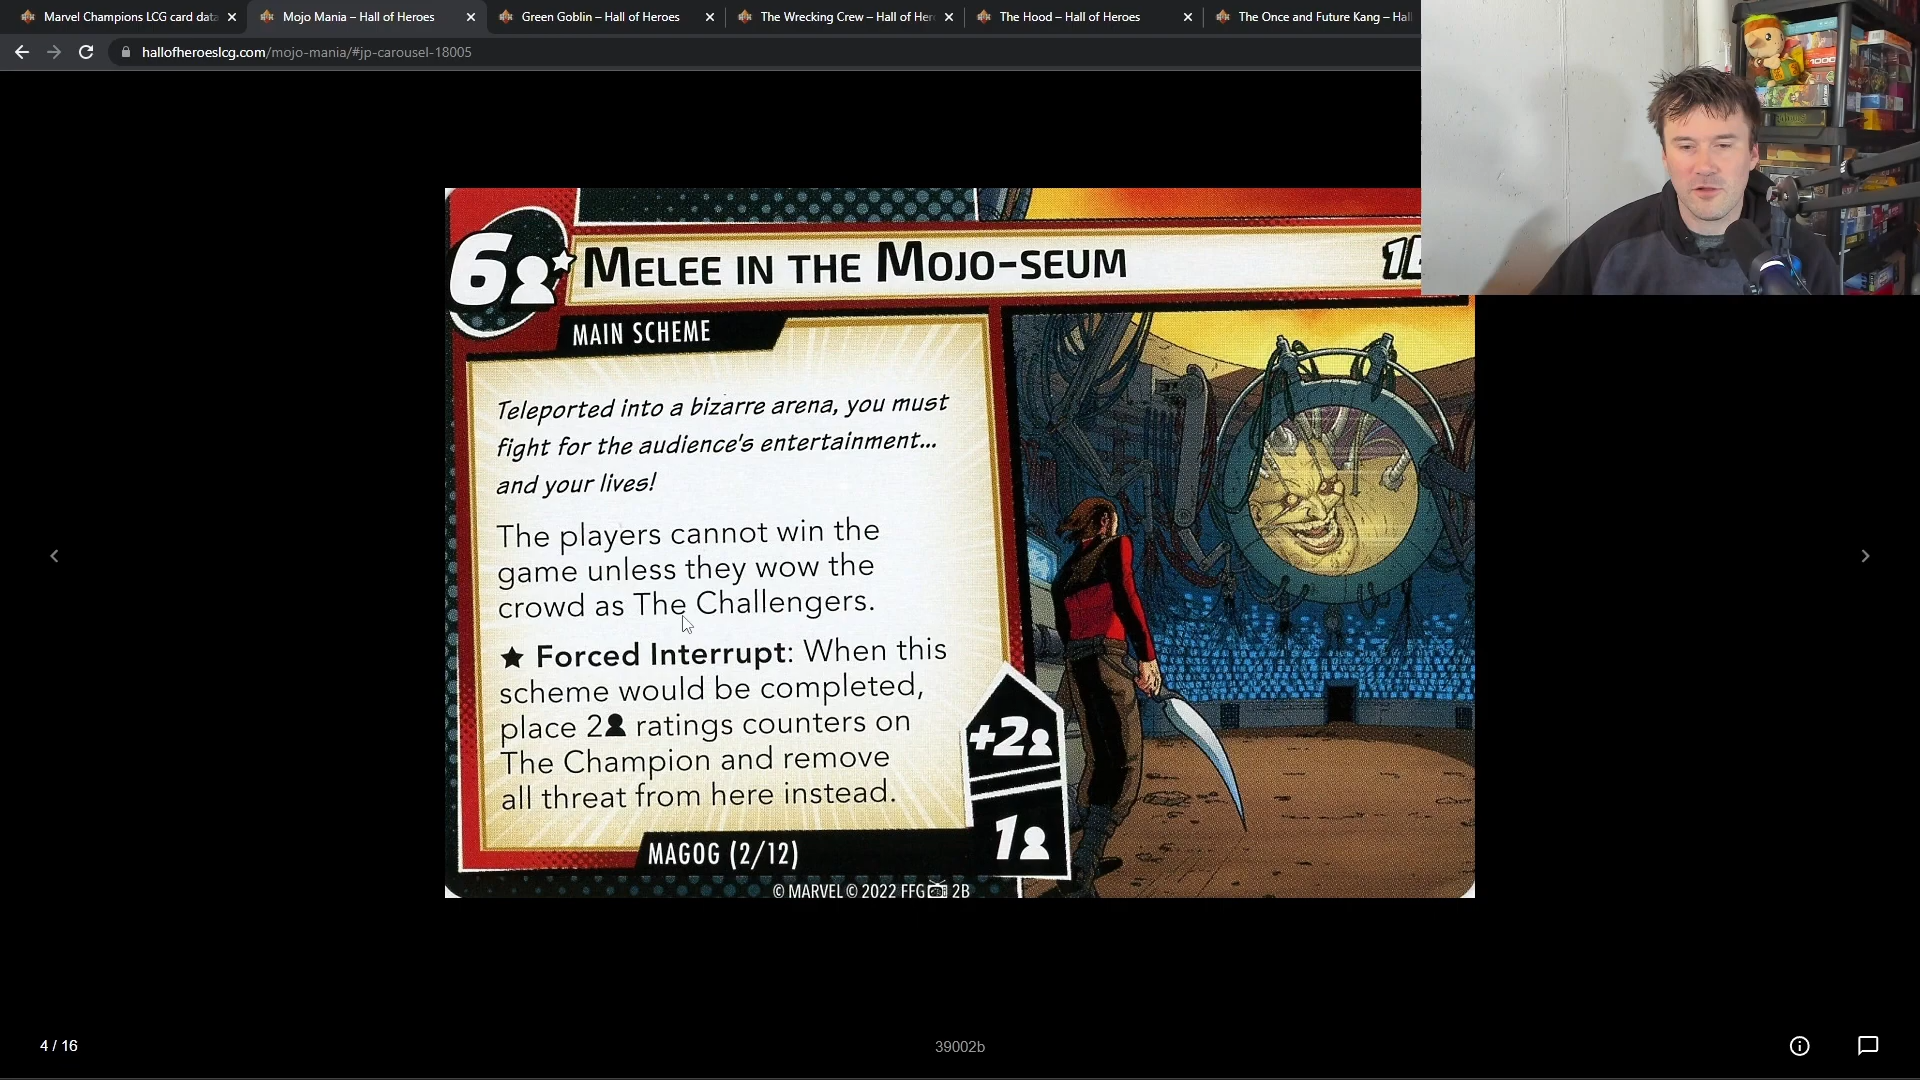 Marvel Champions LCG card data
Mojo Mania – Hall of Heroes
Green Goblin – Hall of Heroes
The Wrecking Crew – Hall of Her
The Hood – Hall of Heroes
The Once and Future Kang – Hall
hallofheroeslcg.com/mojo-mania/#jp-carousel-18005
1000
6
MELEE IN THE MOJO-SEUM
MAIN SCHEME
Teleported into a bizarre arena, you must
fight for the audience's entertainment...
and your lives!
The players cannot win the
game unless they wow the
crowd as The Challengers.
★ Forced Interrupt: When this
scheme would be completed,
place 2 ratings counters on
The Champion and remove
all threat from here instead.
+2
1
MAGOG (2/12)
© MARVEL © 2022 FFG 2B
4 / 16
39002b